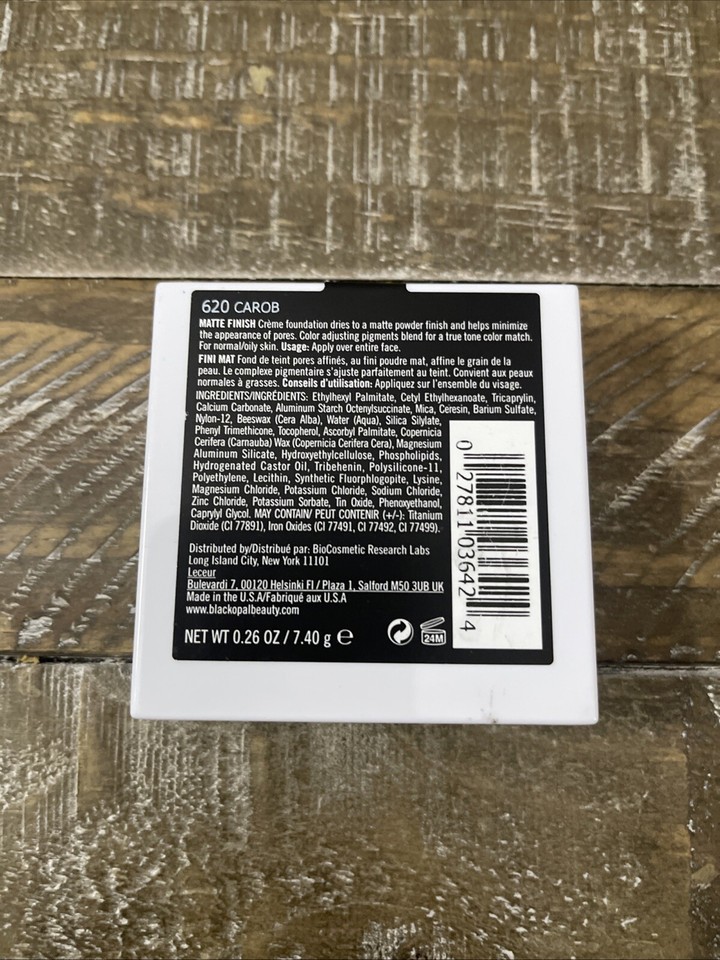 620 CAROB
MATTE FINISH Crème foundation dries to a matte powder finish and helps minimize
the appearance of pores. Color adjusting pigments blend for a true tone color match.
For normal/oily skin. Usage: Apply over entire face.
FINI MAT Fond de teint pores affinés, au fini poudre mat, affine le grain de la
peau. Le complexe pigmentaire s'ajuste parfaitement au teint. Convient aux peaux
normales à grasses. Conseils d'utilisation: Appliquez sur l'ensemble du visage.
INGREDIENTS/INGRÉDIENTS: Ethylhexyl Palmitate, Cetyl Ethylhexanoate, Tricaprylin,
Calcium Carbonate, Aluminum Starch Octenylsuccinate, Mica, Ceresin, Barium Sulfate,
Nylon-12, Beeswax (Cera Alba), Water (Aqua), Silica Silylate,
Phenyl Trimethicone, Tocopherol, Ascorbyl Palmitate, Copernicia
Cerifera (Carnauba) Wax (Copernicia Cerifera Cera), Magnesium
Aluminum Silicate, Hydroxyethylcellulose, Phospholipids,
Hydrogenated Castor Oil, Tribehenin, Polysilicone-11,
Polyethylene, Lecithin, Synthetic Fluorphlogopite, Lysine,
Magnesium Chloride, Potassium Chloride, Sodium Chloride,
Zinc Chloride, Potassium Sorbate, Tin Oxide, Phenoxyethanol,
Caprylyl Glycol. MAY CONTAIN/ PEUT CONTENIR (+/-): Titanium
Dioxide (CI 77891), Iron Oxides (CI 77491, CI 77492, CI 77499).
Distributed by/Distribué par: BioCosmetic Research Labs
Long Island City, New York 11101
Leceur
Bulevardi 7, 00120 Helsinki FI / Plaza 1, Salford M50 3UB UK
Made in the U.S.A/Fabriqué aux U.S.A
www.blackopalbeauty.com
NET WT 0.26 OZ / 7.40 g e
24M
0 27811 03642 4